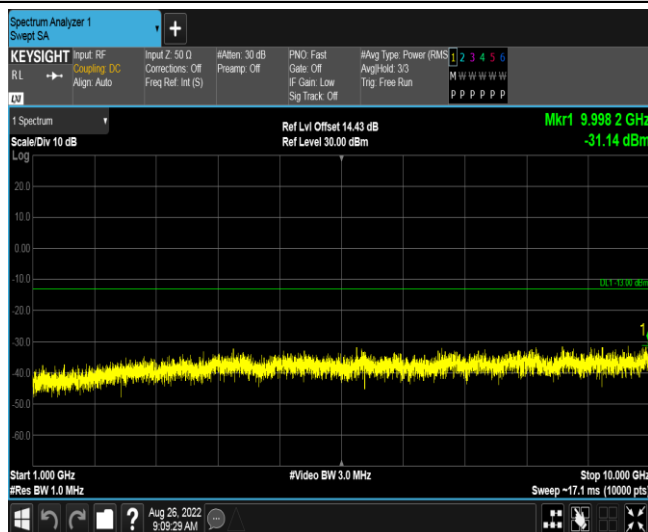 Spectrum Analyzer 1
Swept SA
KEYSIGHT
RL
LXI
Input: RF
Coupling: DC
Align: Auto
Input Z: 50 Ω
Corrections: Off
Freq Ref: Int (S)
#Atten: 30 dB
Preamp: Off
PNO: Fast
Gate: Off
IF Gain: Low
Sig Track: Off
#Avg Type: Power (RMS
Avg|Hold: 3/3
Trig: Free Run
1 2 3 4 5 6
M W W W W W
P P P P P P
1 Spectrum
Scale/Div 10 dB
Ref Lvl Offset 14.43 dB
Ref Level 30.00 dBm
Mkr1 9.998 2 GHz
-31.14 dBm
Log
20.0
10.0
0.00
-10.0
DL1 -13.00 dBm
-20.0
1
-30.0
-40.0
-50.0
-60.0
Start 1.000 GHz
#Video BW 3.0 MHz
Stop 10.000 GHz
#Res BW 1.0 MHz
Sweep ~17.1 ms (10000 pts)
?
Aug 26, 2022
9:09:29 AM